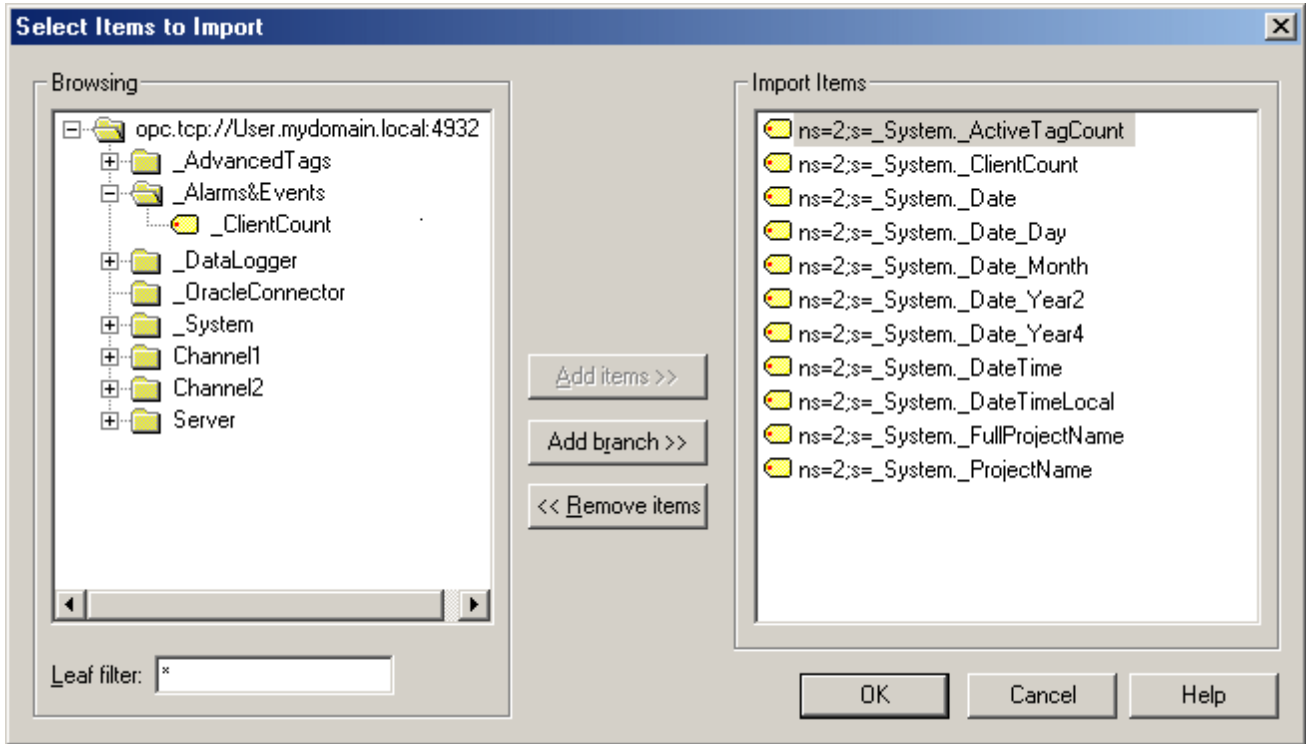 Select Items to Import
Browsing
opc.tcp://User.mydomain.local:4932
_AdvancedTags
_Alarms&Events
_ClientCount
_DataLogger
_OracleConnector
_System
Channel1
Channel2
Server
Leaf filter: *
Add items >>
Add branch >>
<< Remove items
Import Items
ns=2;s=_System._ActiveTagCount
ns=2;s=_System._ClientCount
ns=2;s=_System._Date
ns=2;s=_System._Date_Day
ns=2;s=_System._Date_Month
ns=2;s=_System._Date_Year2
ns=2;s=_System._Date_Year4
ns=2;s=_System._DateTime
ns=2;s=_System._DateTimeLocal
ns=2;s=_System._FullProjectName
ns=2;s=_System._ProjectName
OK Cancel Help